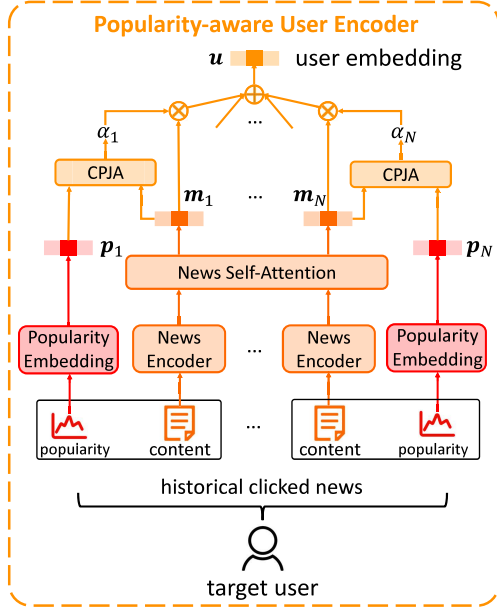 Popularity-aware User Encoder
u user embedding
α1 ... αN
CPJA CPJA
m1 ... mN
p1 pN
News Self-Attention
Popularity Embedding News Encoder ... News Encoder Popularity Embedding
popularity content ... content popularity
historical clicked news
target user